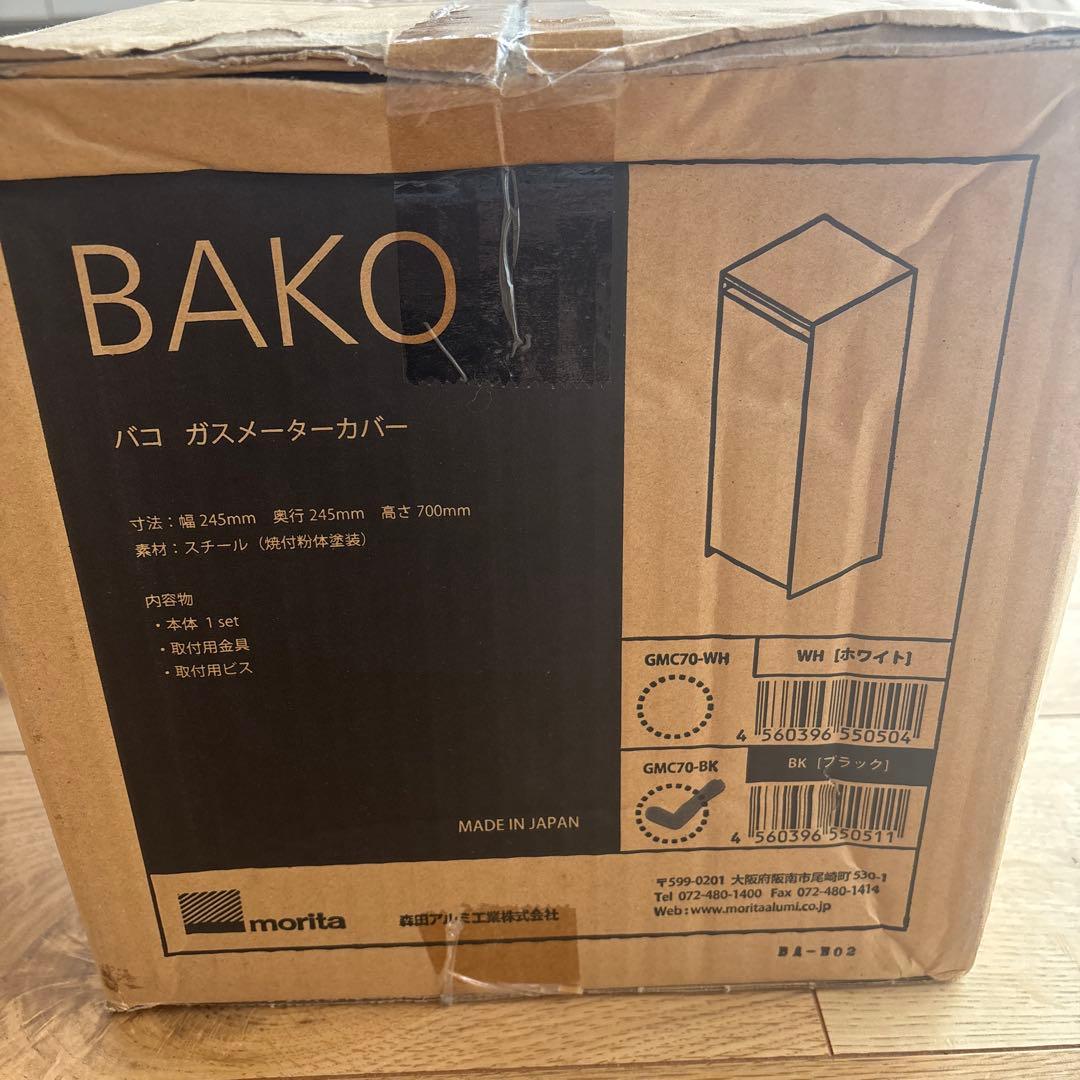 BAKO
バコ ガスメーターカバー
寸法：幅 245mm 奥行 245mm 高さ 700mm
素材：スチール（焼付粉体塗装）
内容物
・本体 1 set
・取付用金具
・取付用ビス
MADE IN JAPAN
GMC70-WH WH [ホワイト]
4 560396 550504
GMC70-BK BK [ブラック]
4 560396 550511
morita 森田アルミ工業株式会社
〒599-0201 大阪府阪南市尾崎町 530-1
Tel 072-480-1400 Fax 072-480-1414
Web : www.moritaalumi.co.jp
BA-N02